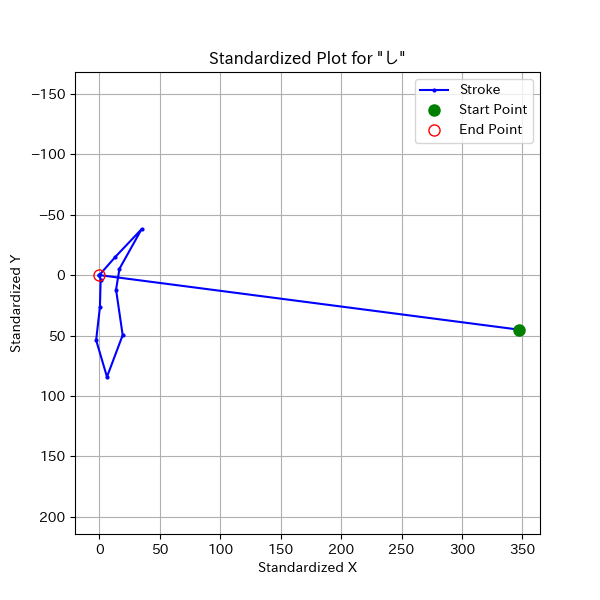 Standardized Plot for "し"
Stroke
Start Point
End Point
−150
−100
−50
0
50
100
150
200
Standardized Y
0 50 100 150 200 250 300 350
Standardized X